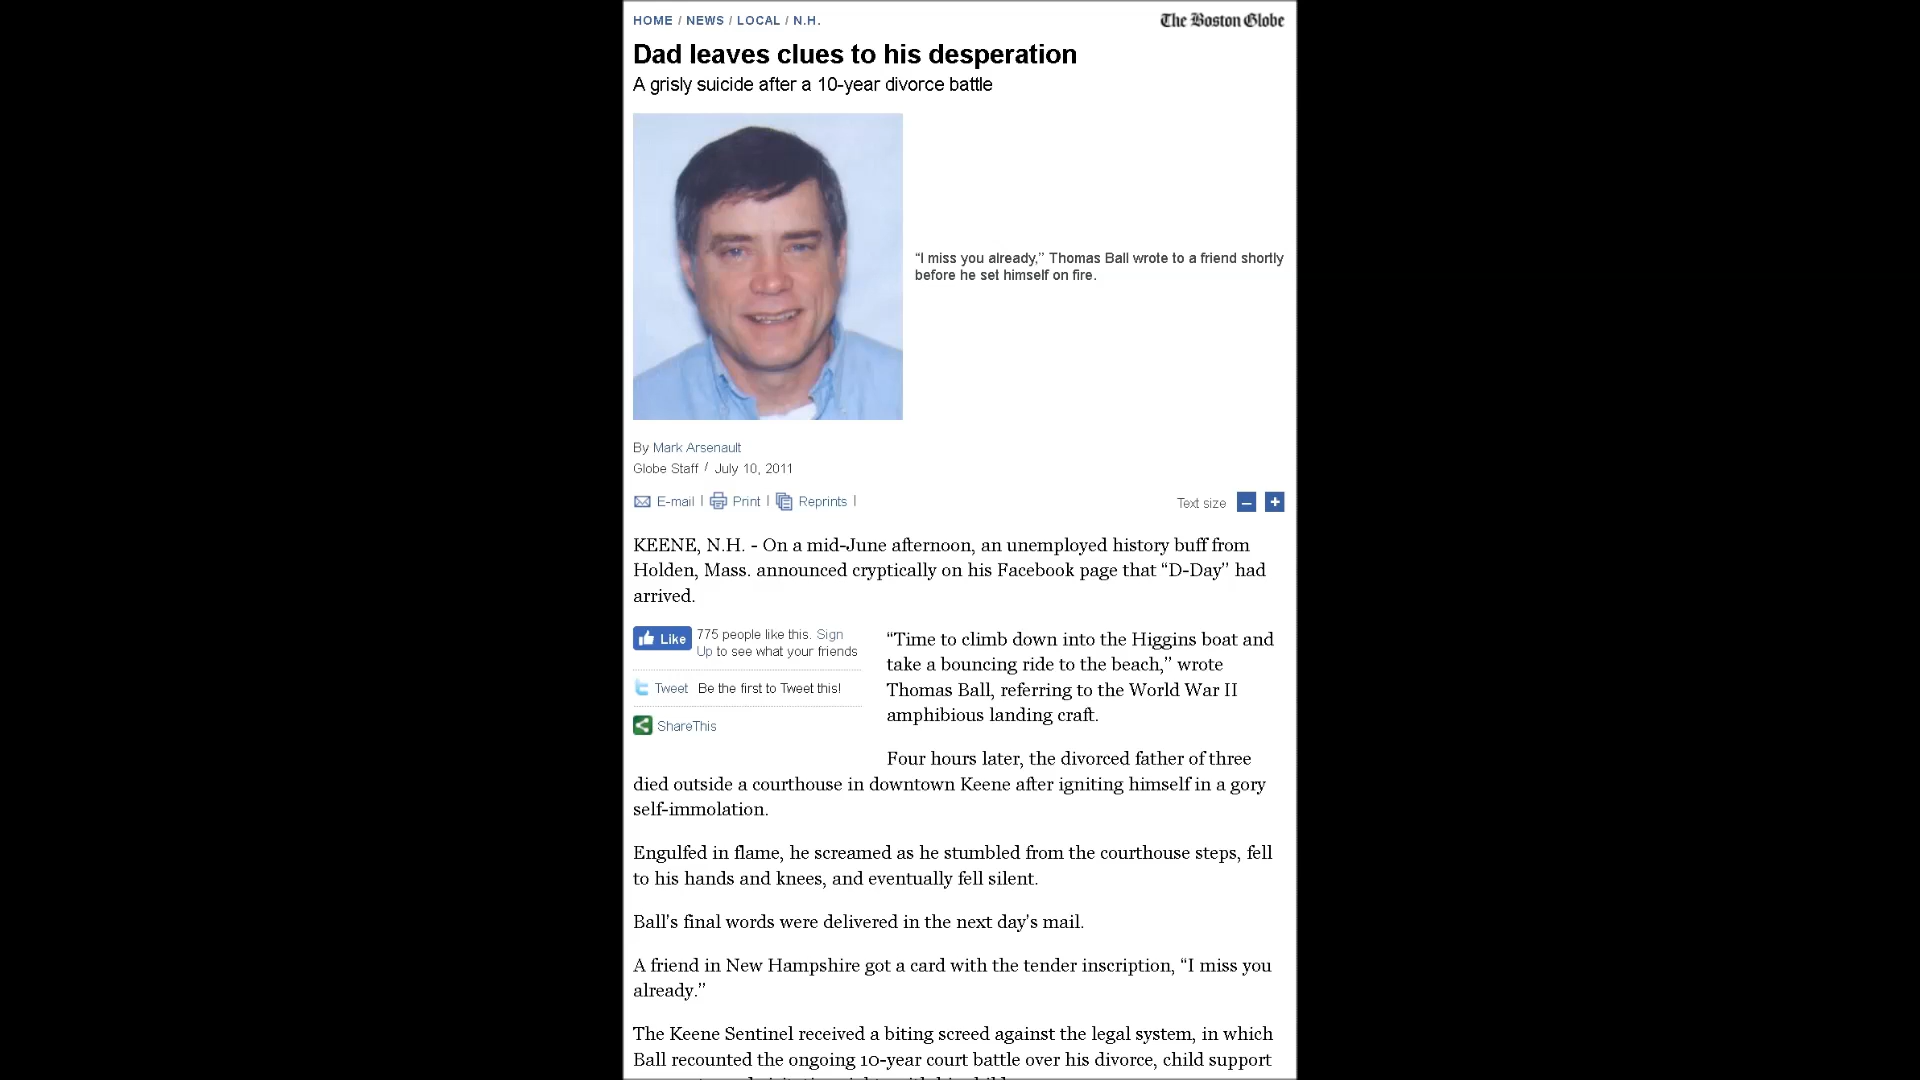 HOME / NEWS / LOCAL / N.H.
The Boston Globe
Dad leaves clues to his desperation
A grisly suicide after a 10-year divorce battle
“I miss you already,” Thomas Ball wrote to a friend shortly
before he set himself on fire.
By Mark Arsenault
Globe Staff / July 10, 2011
E-mail | Print | Reprints |
Text size – +
KEENE, N.H. - On a mid-June afternoon, an unemployed history buff from
Holden, Mass. announced cryptically on his Facebook page that “D-Day” had
arrived.
Like 775 people like this. Sign
Up to see what your friends
Tweet Be the first to Tweet this!
ShareThis
“Time to climb down into the Higgins boat and
take a bouncing ride to the beach,” wrote
Thomas Ball, referring to the World War II
amphibious landing craft.
Four hours later, the divorced father of three
died outside a courthouse in downtown Keene after igniting himself in a gory
self-immolation.
Engulfed in flame, he screamed as he stumbled from the courthouse steps, fell
to his hands and knees, and eventually fell silent.
Ball's final words were delivered in the next day's mail.
A friend in New Hampshire got a card with the tender inscription, “I miss you
already.”
The Keene Sentinel received a biting screed against the legal system, in which
Ball recounted the ongoing 10-year court battle over his divorce, child support